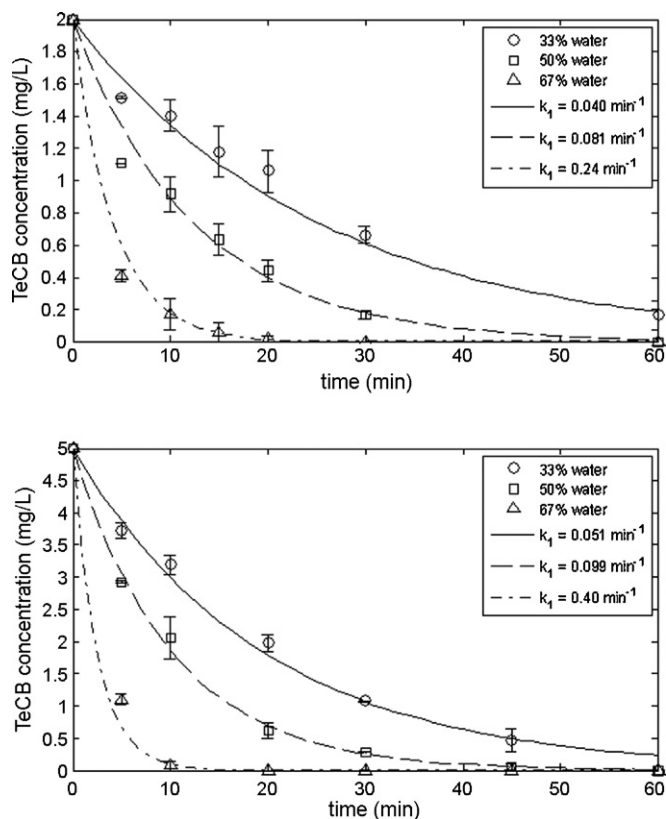 2
1.8
1.6
1.4
1.2
1
0.8
0.6
0.4
0.2
0
TeCB concentration (mg/L)
33% water
50% water
67% water
k₁ = 0.040 min⁻¹
k₁ = 0.081 min⁻¹
k₁ = 0.24 min⁻¹
0 10 20 30 40 50 60
time (min)
5
4.5
4
3.5
3
2.5
2
1.5
1
0.5
0
TeCB concentration (mg/L)
33% water
50% water
67% water
k₁ = 0.051 min⁻¹
k₁ = 0.099 min⁻¹
k₁ = 0.40 min⁻¹
0 10 20 30 40 50 60
time (min)